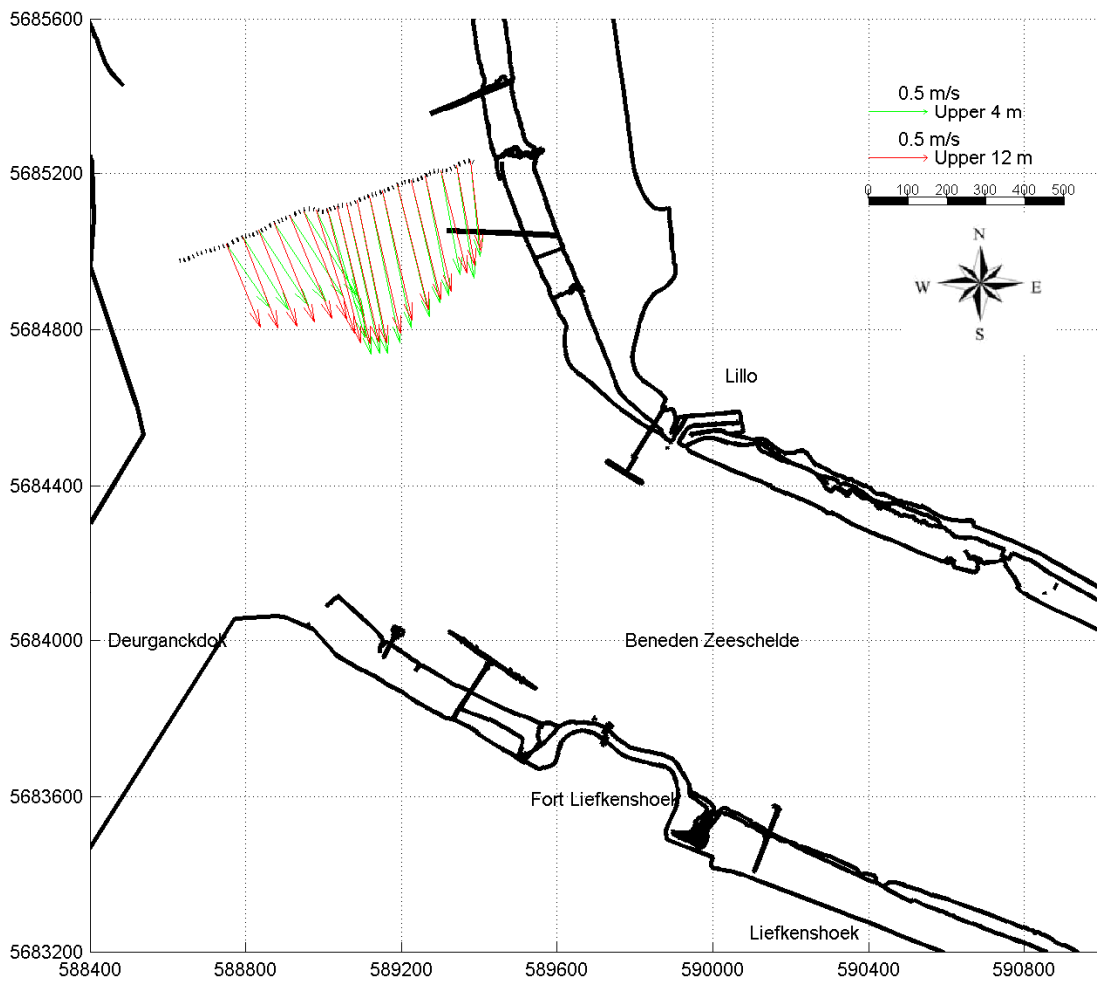 5685600
0.5 m/s
Upper 4 m
0.5 m/s
Upper 12 m
5685200
0 100 200 300 400 500
N
W E
S
5684800
Lillo
5684400
5684000
Deurganckdok
Beneden Zeeschelde
5683600
Fort Liefkenshoek
Liefkenshoek
5683200
588400 588800 589200 589600 590000 590400 590800